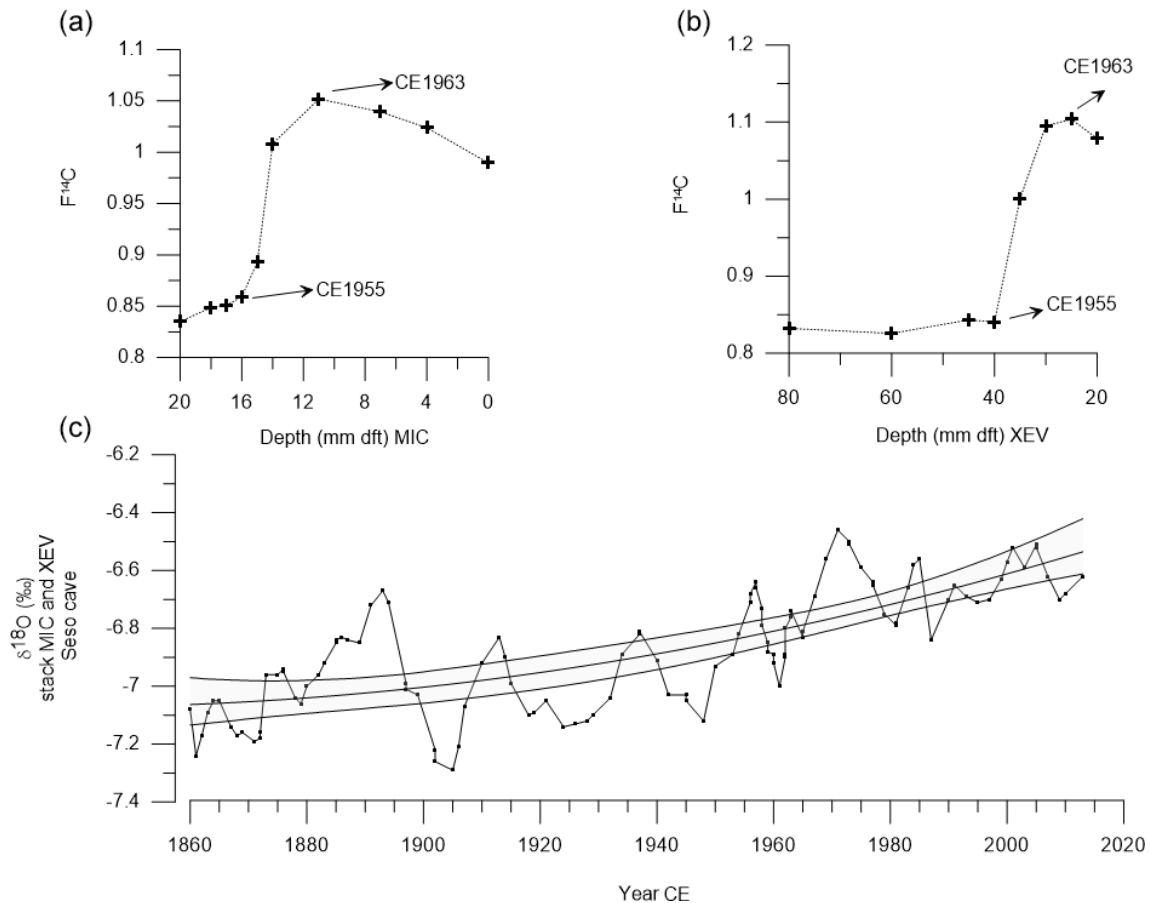 (a)
1.1
1.05
1
0.95
0.9
0.85
0.8
F¹⁴C
CE1963
CE1955
20 16 12 8 4 0
Depth (mm dft) MIC
(b)
1.2
1.1
1
0.9
0.8
F¹⁴C
CE1963
CE1955
80 60 40 20
Depth (mm dft) XEV
(c)
-6.2
-6.4
-6.6
-6.8
-7
-7.2
-7.4
δ¹⁸O (‰)
stack MIC and XEV
Seso cave
1860 1880 1900 1920 1940 1960 1980 2000 2020
Year CE